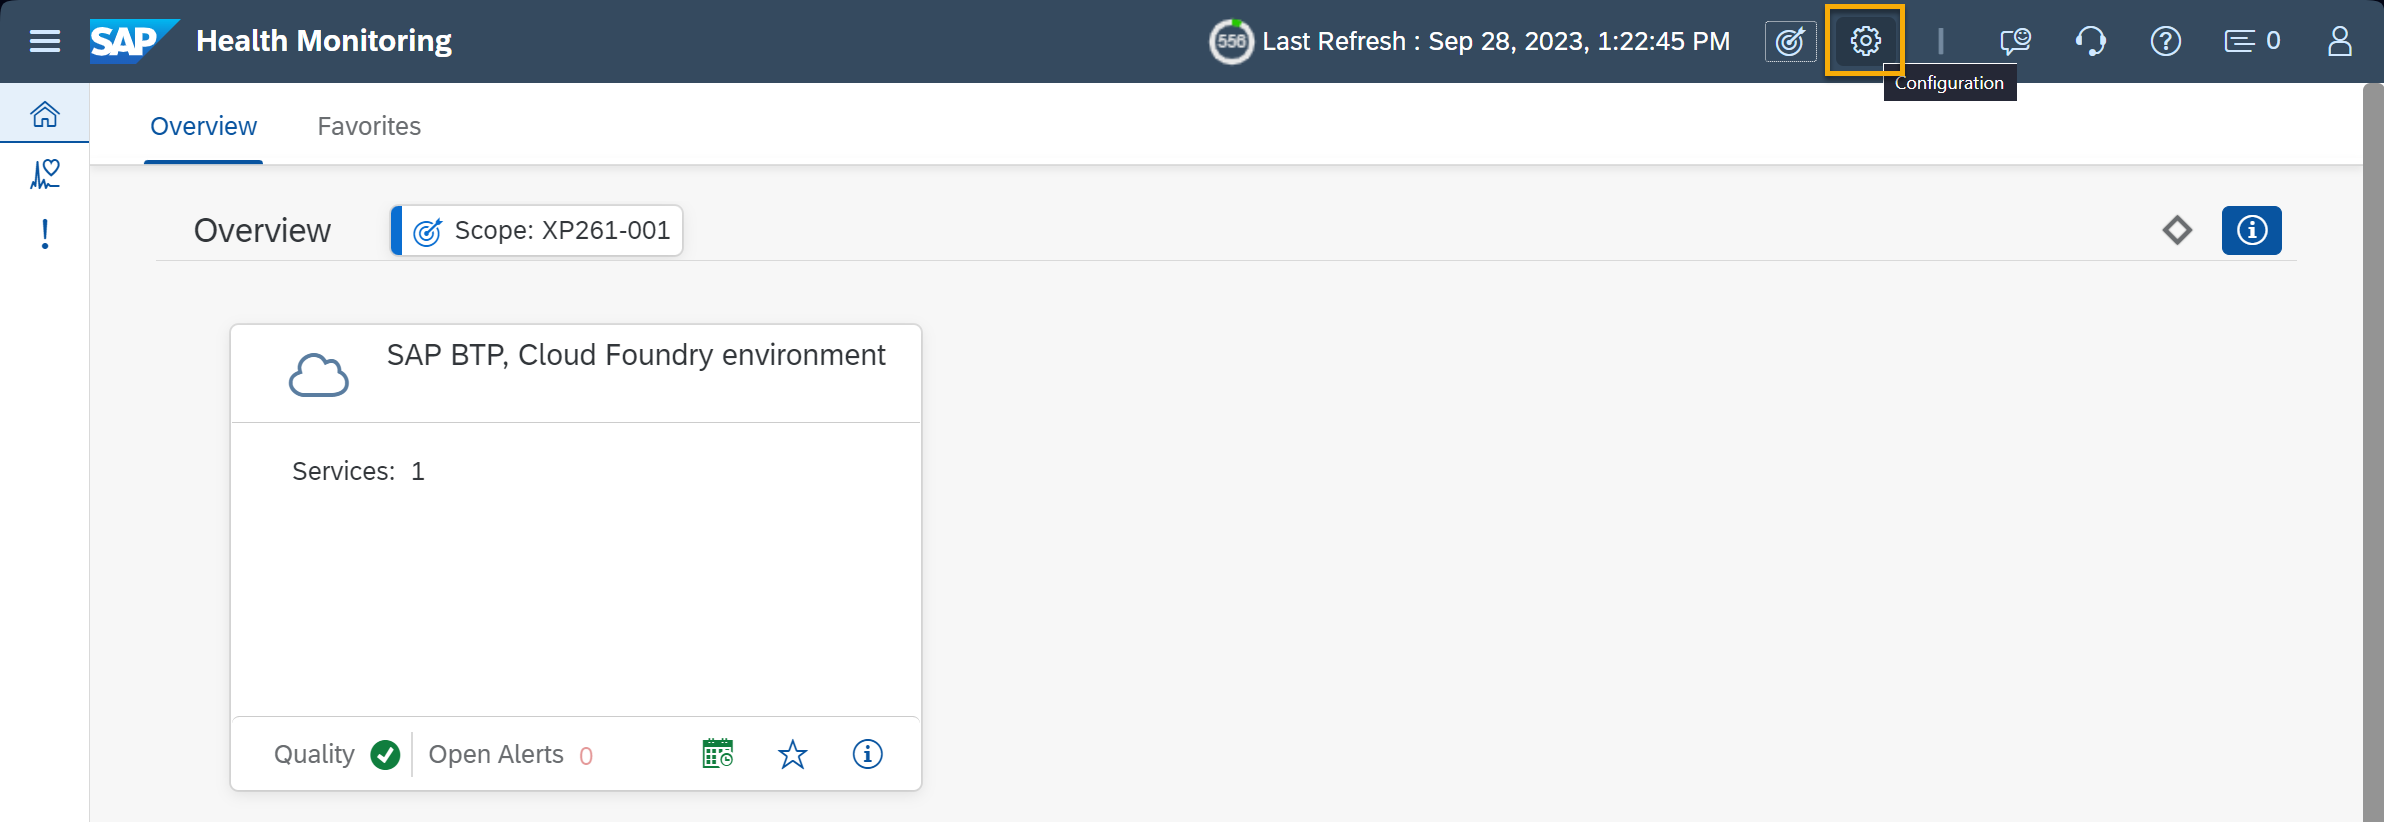 SAP Health Monitoring
556 Last Refresh : Sep 28, 2023, 1:22:45 PM
0
Configuration
Overview Favorites
Overview Scope: XP261-001
SAP BTP, Cloud Foundry environment
Services: 1
Quality Open Alerts 0